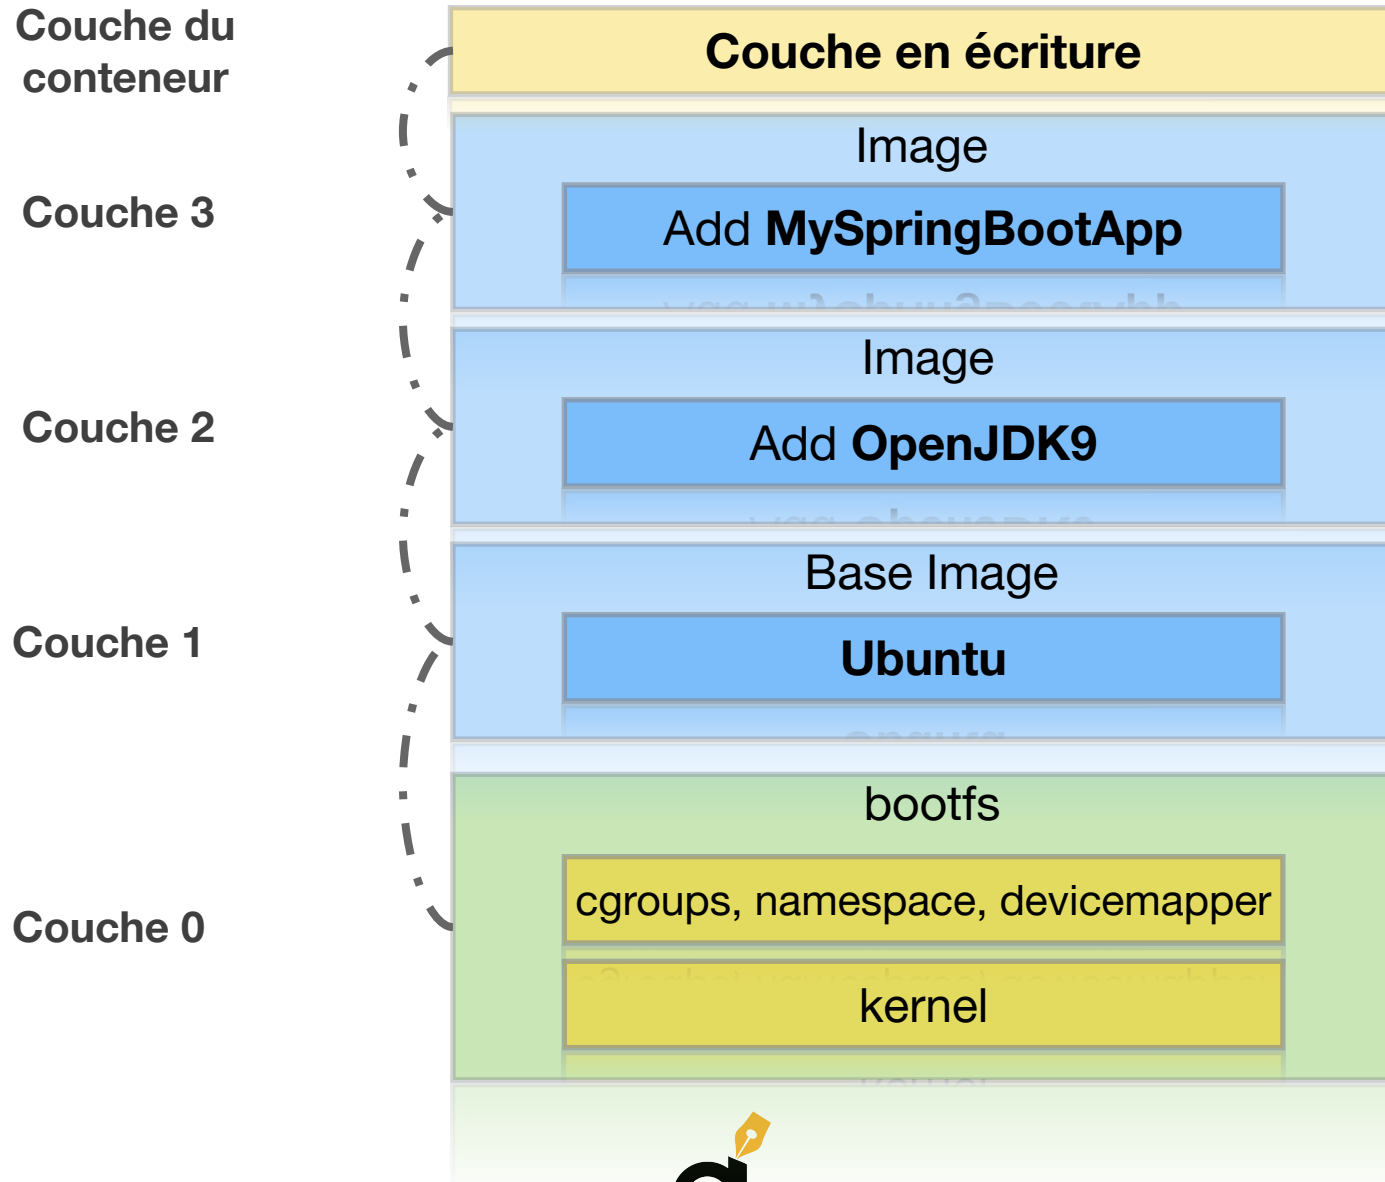 Couche du
conteneur
Couche en écriture
Image
Couche 3
Add MySpringBootApp
Image
Couche 2
Add OpenJDK9
Base Image
Couche 1
Ubuntu
bootfs
cgroups, namespace, devicemapper
Couche 0
kernel